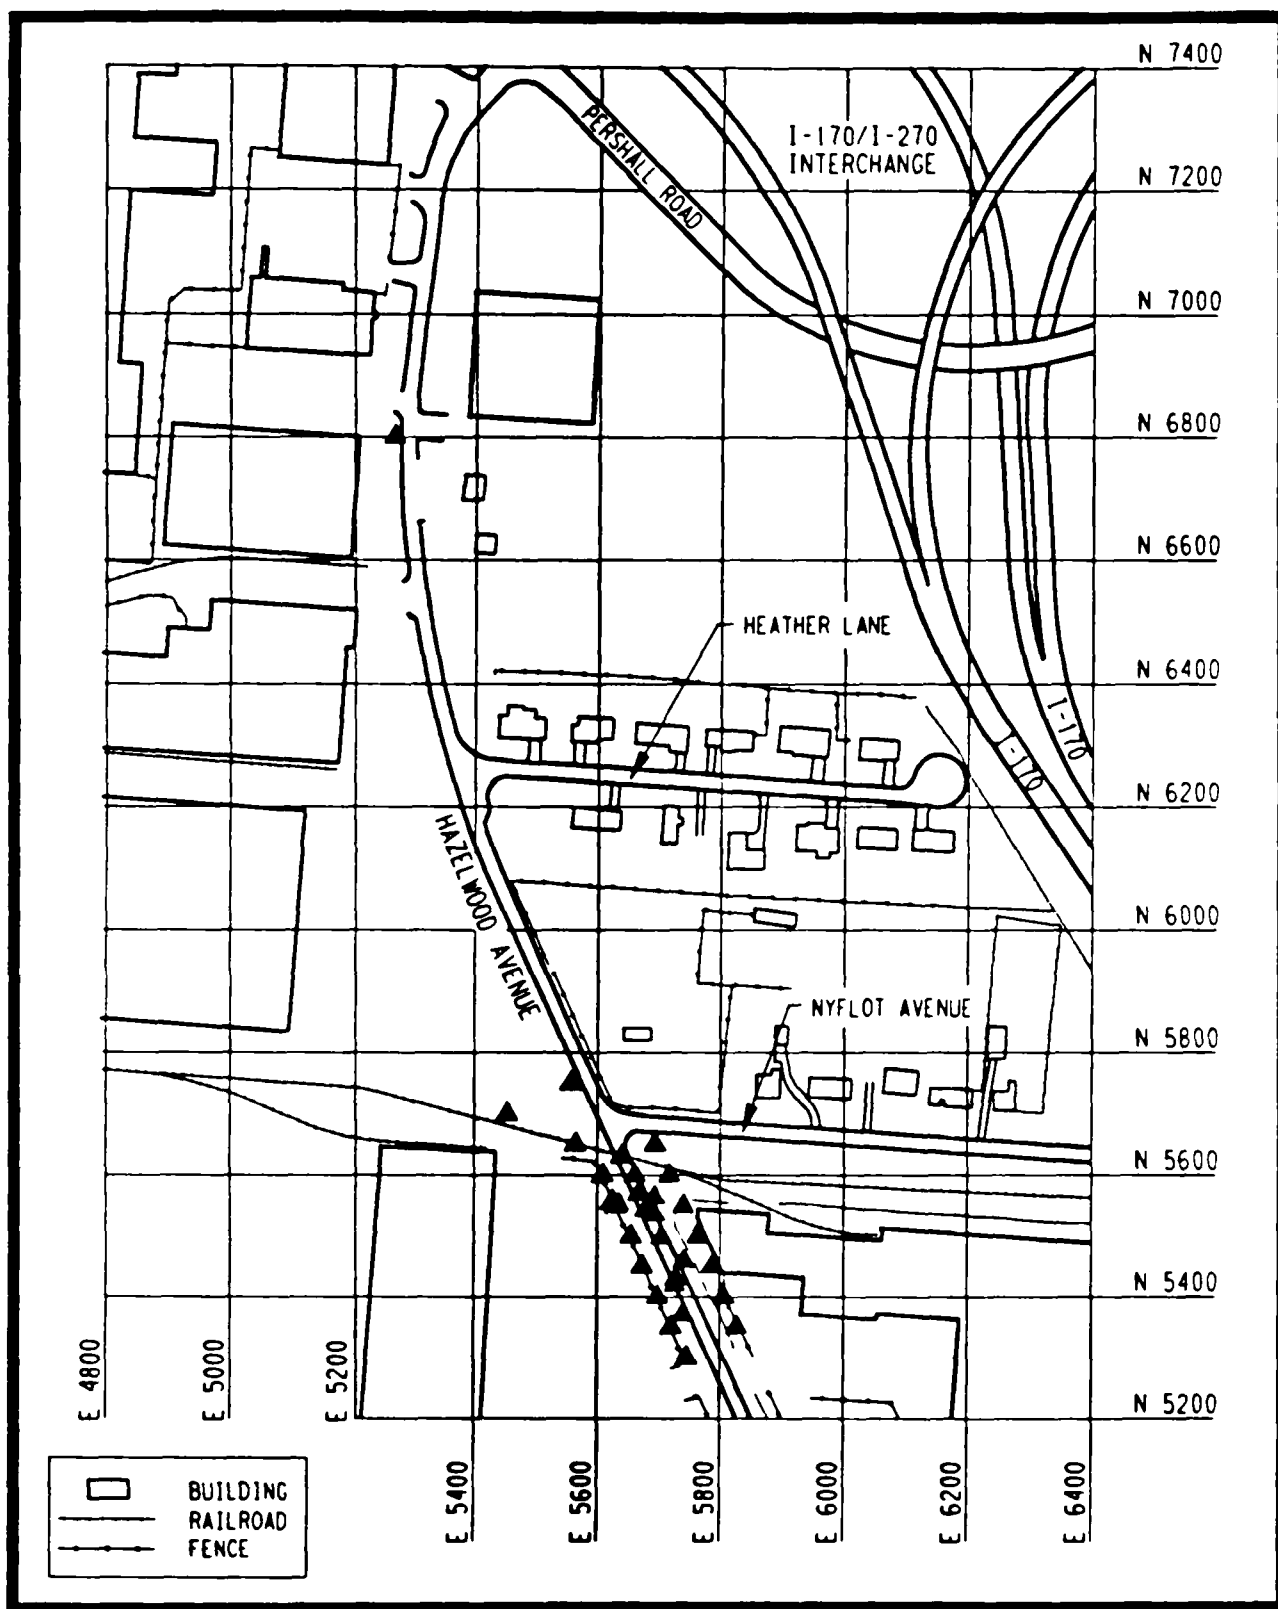 N 7400
I-170/I-270
INTERCHANGE
PERSHALL ROAD
N 7200
N 7000
N 6800
N 6600
HEATHER LANE
N 6400
I-170
I-170
N 6200
HAZELWOOD AVENUE
N 6000
NYFLOT AVENUE
N 5800
N 5600
N 5400
N 5200
E 4800
E 5000
E 5200
E 5400
E 5600
E 5800
E 6000
E 6200
E 6400
BUILDING
RAILROAD
FENCE